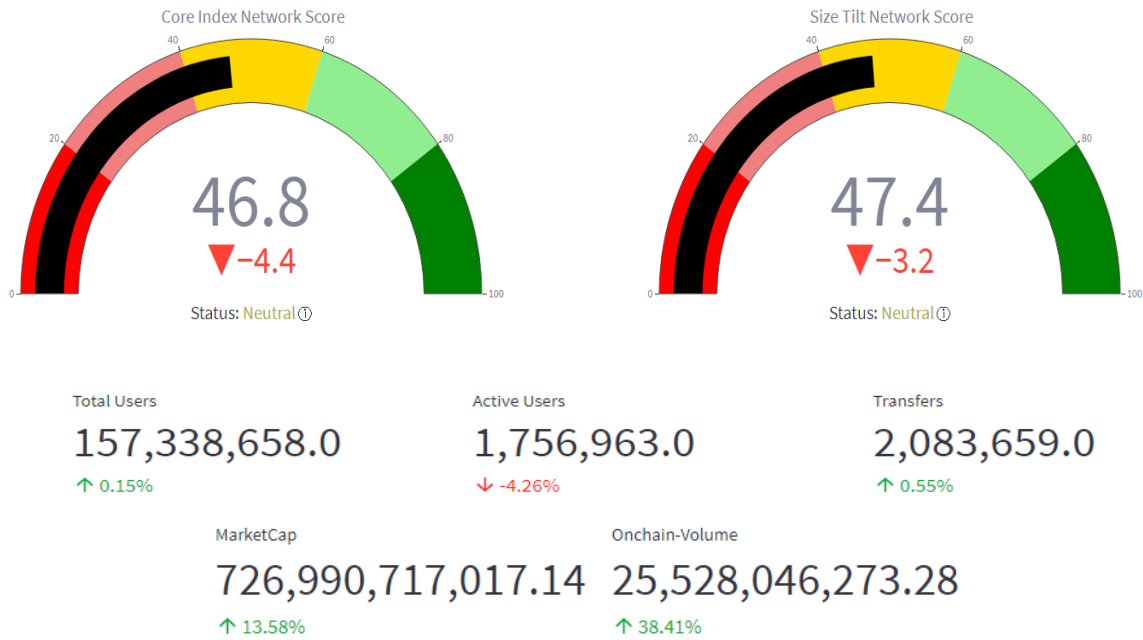 Core Index Network Score
Size Tilt Network Score
40
60
40
60
20
80
20
80
46.8
47.4
▼−4.4
▼−3.2
0
100
0
100
Status: Neutral ⓘ
Status: Neutral ⓘ
Total Users
Active Users
Transfers
157,338,658.0
1,756,963.0
2,083,659.0
↑ 0.15%
↓ -4.26%
↑ 0.55%
MarketCap
Onchain-Volume
726,990,717,017.14
25,528,046,273.28
↑ 13.58%
↑ 38.41%